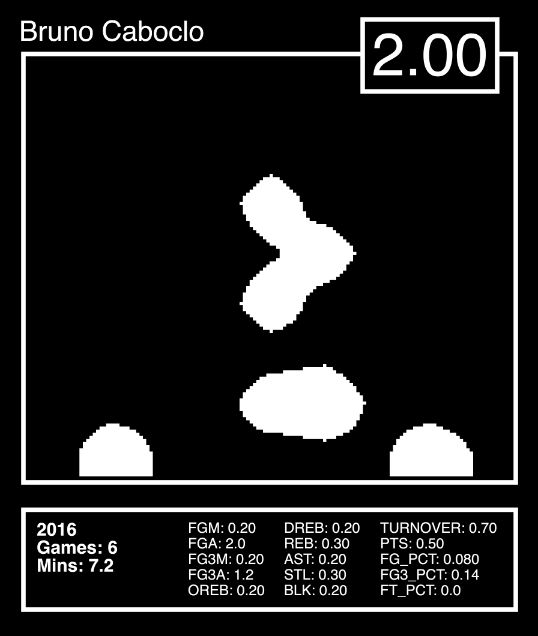 Bruno Caboclo
2.00
2016
Games: 6
Mins: 7.2
FGM: 0.20
FGA: 2.0
FG3M: 0.20
FG3A: 1.2
OREB: 0.20
DREB: 0.20
REB: 0.30
AST: 0.20
STL: 0.30
BLK: 0.20
TURNOVER: 0.70
PTS: 0.50
FG_PCT: 0.080
FG3_PCT: 0.14
FT_PCT: 0.0